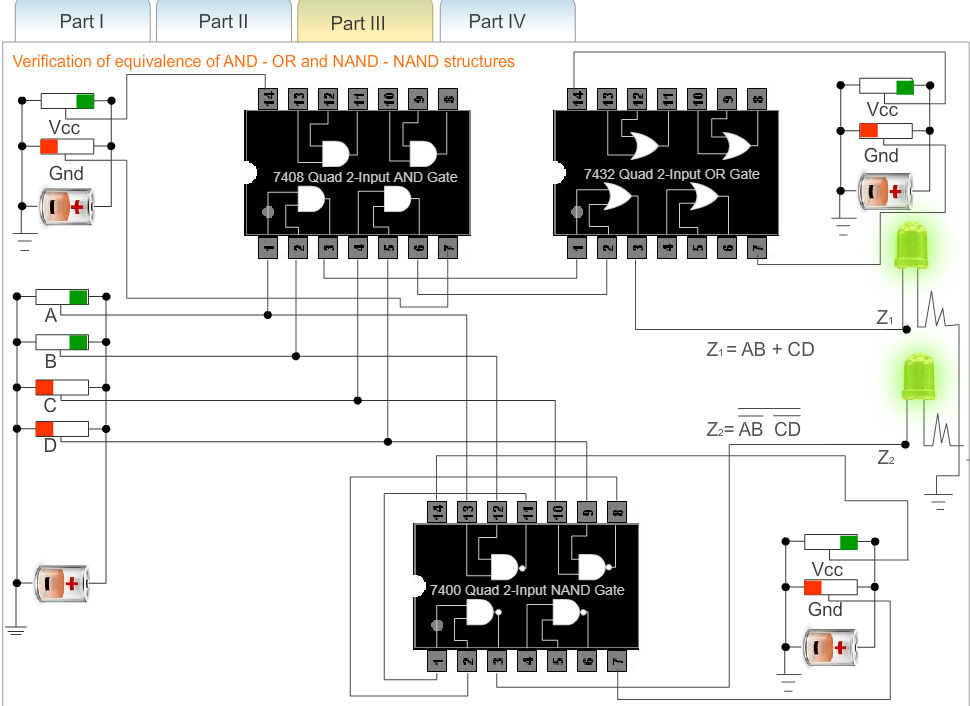 Part I Part II Part III Part IV
Verification of equivalence of AND - OR and NAND - NAND structures
14 13 12 11 10 9 8
14 13 12 11 10 9 8
Vcc
Gnd
Vcc
Gnd
7408 Quad 2-Input AND Gate
7432 Quad 2-Input OR Gate
1 2 3 4 5 6 7
1 2 3 4 5 6 7
A
B
C
D
Z1
Z1 = AB + CD
Z2= AB CD
Z2
14 13 12 11 10 9 8
7400 Quad 2-Input NAND Gate
1 2 3 4 5 6 7
Vcc
Gnd